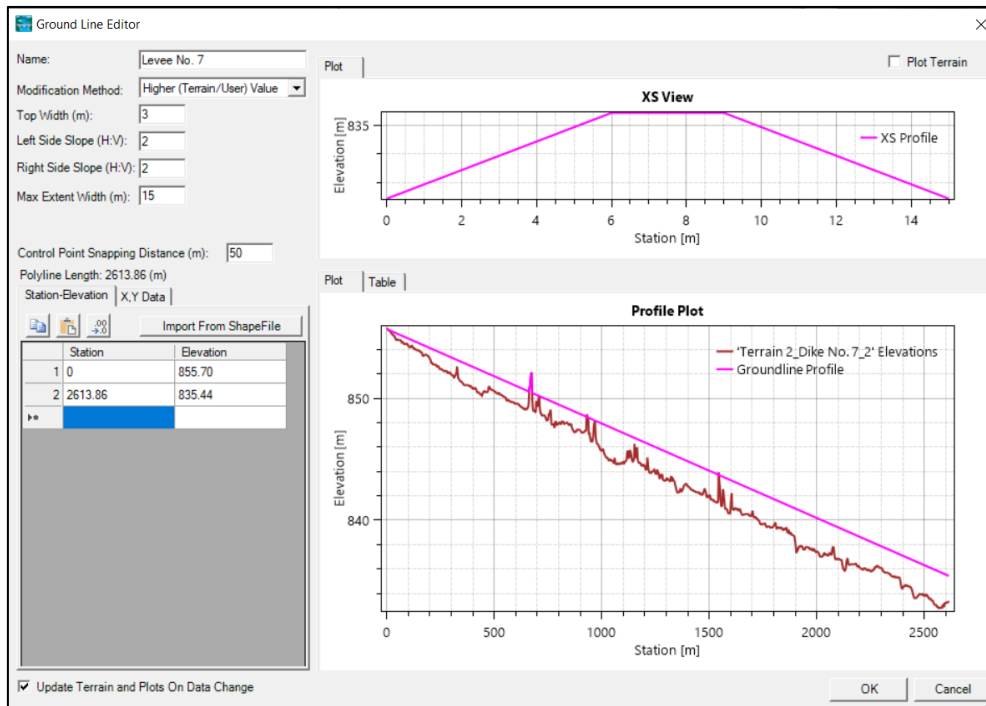 Ground Line Editor
Name: Levee No. 7
Modification Method: Higher (Terrain/User) Value
Top Width (m): 3
Left Side Slope (H:V): 2
Right Side Slope (H:V): 2
Max Extent Width (m): 15
Control Point Snapping Distance (m): 50
Polyline Length: 2613.86 (m)
Station-Elevation X,Y Data
.00 →.0 Import From ShapeFile
Station Elevation
1 0 855.70
2 2613.86 835.44
Update Terrain and Plots On Data Change
Plot Plot Terrain
XS View
835
Elevation [m]
XS Profile
0 2 4 6 8 10 12 14
Station [m]
Plot Table
Profile Plot
'Terrain 2_Dike No. 7_2' Elevations
Groundline Profile
850
840
Elevation [m]
0 500 1000 1500 2000 2500
Station [m]
OK Cancel